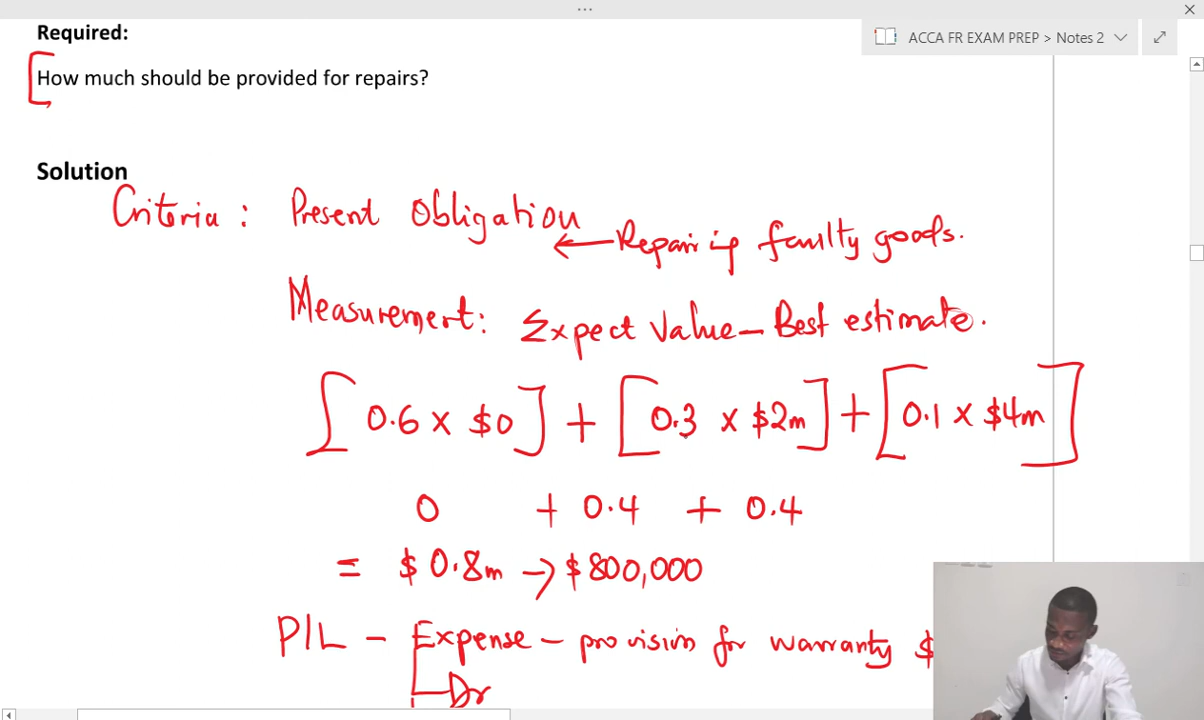 Required:
ACCA FR EXAM PREP > Notes 2
How much should be provided for repairs?
Solution
Criteria : Present Obligation
← Repairing faulty goods.
Measurement: Expect Value – Best estimate.
[0.6 x $0] + [0.3 x $2m] + [0.1 x $4m]
0 + 0.4 + 0.4
= $0.8m → $800,000
P/L – Expense – provision for warranty $
Dr